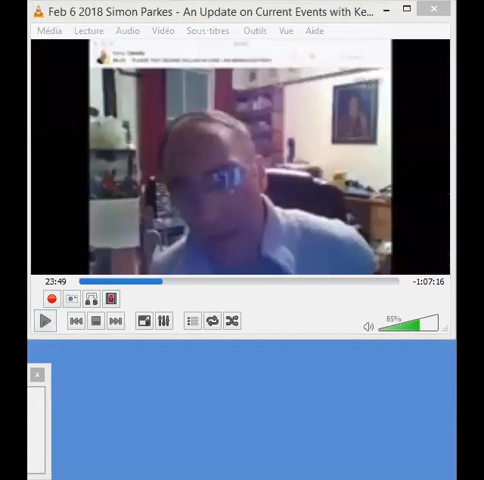 Feb 6 2018 Simon Parkes - An Update on Current Events with Ke...
Média Lecture Audio Vidéo Sous-titres Outils Vue Aide
23:49
-1:07:16
85%
x